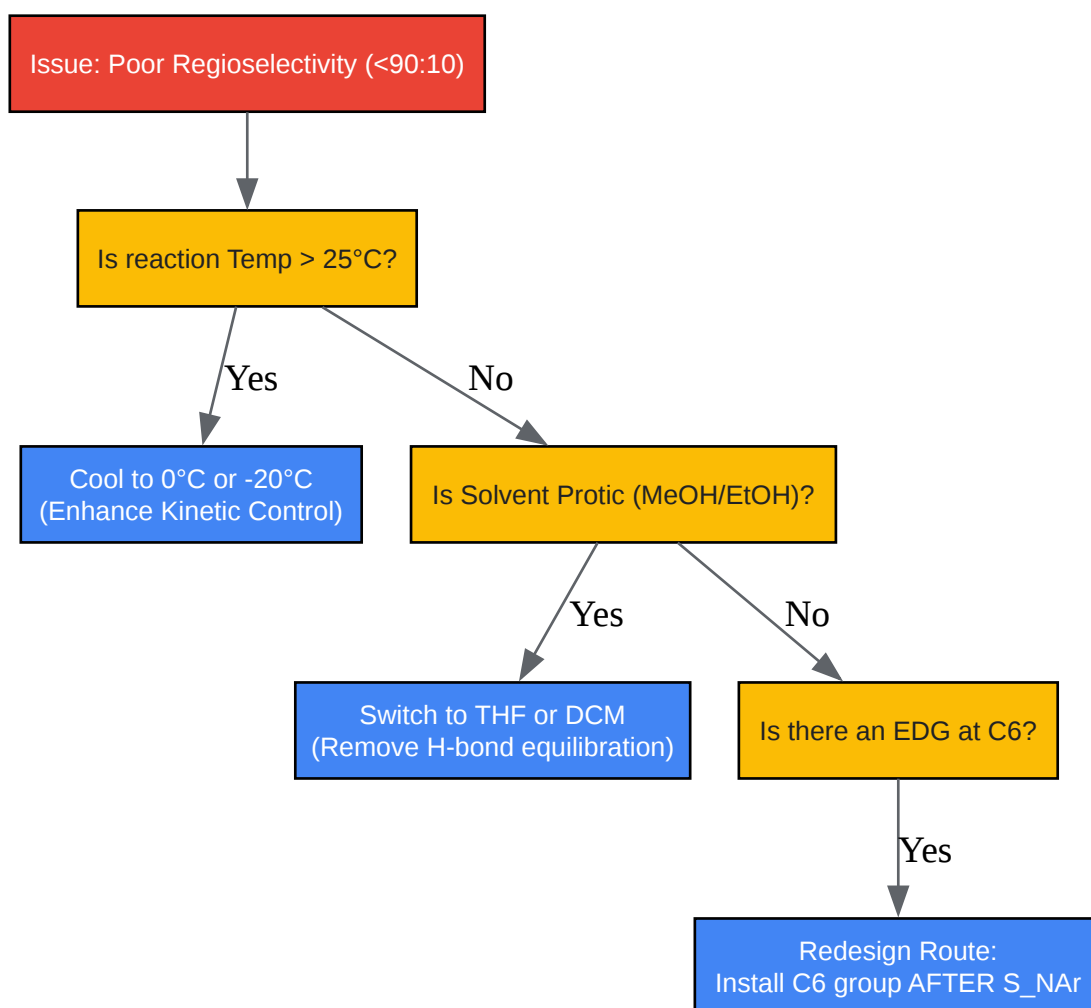 Issue: Poor Regioselectivity (<90:10)
Is reaction Temp > 25°C?
Yes
No
Cool to 0°C or -20°C
(Enhance Kinetic Control)
Is Solvent Protic (MeOH/EtOH)?
Yes
No
Switch to THF or DCM
(Remove H-bond equilibration)
Is there an EDG at C6?
Yes
Redesign Route:
Install C6 group AFTER S_NAr